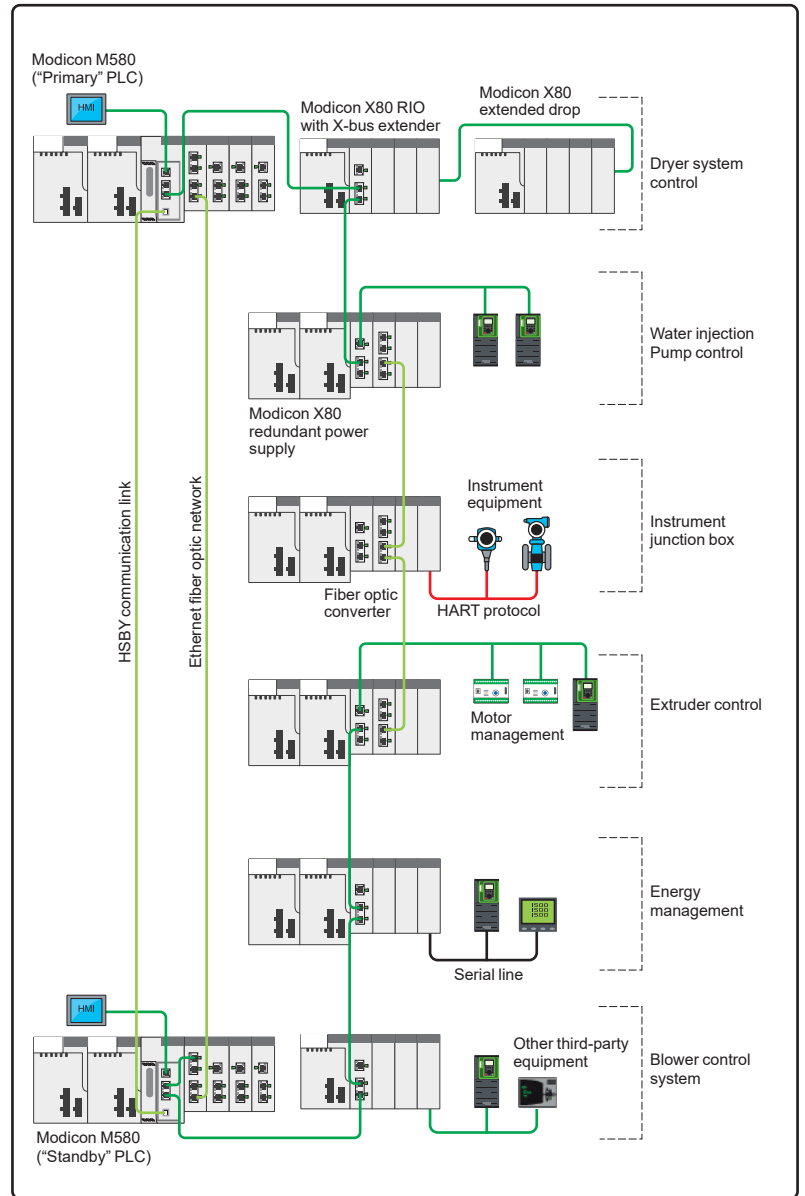 Modicon M580
(“Primary” PLC)
HMI
Modicon X80 RIO
with X-bus extender
Modicon X80
extended drop
Dryer system
control
Water injection
Pump control
Modicon X80
redundant power
supply
HSBY communication link
Ethernet fiber optic network
Instrument
equipment
Instrument
junction box
Fiber optic
converter
HART protocol
Extruder control
Motor
management
Energy
management
1500
1500
1500
Serial line
HMI
Other third-party
equipment
Blower control
system
Modicon M580
(“Standby” PLC)